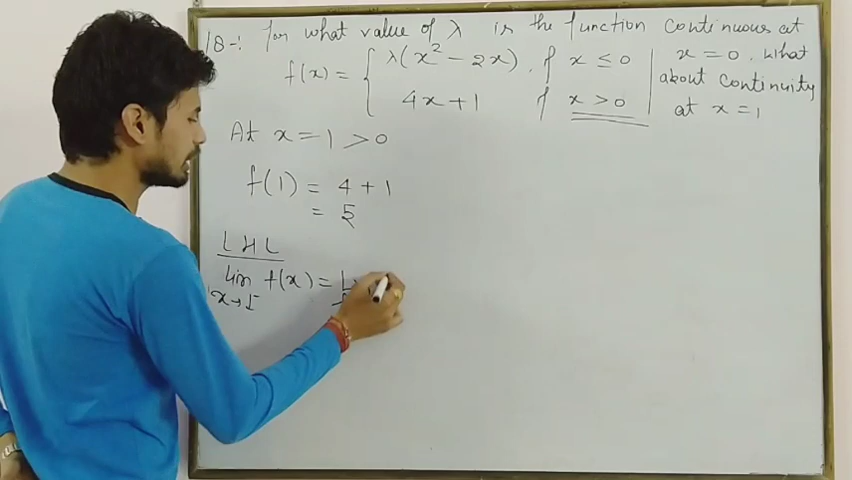 18-: For what value of λ is the function continuous at
f(x) = { λ(x² - 2x), if x ≤ 0
4x + 1 if x > 0
x = 0. What
about continuity
at x = 1
At x = 1 > 0
f(1) = 4 + 1
= 5
LHL
lim f(x) =
x→1⁻